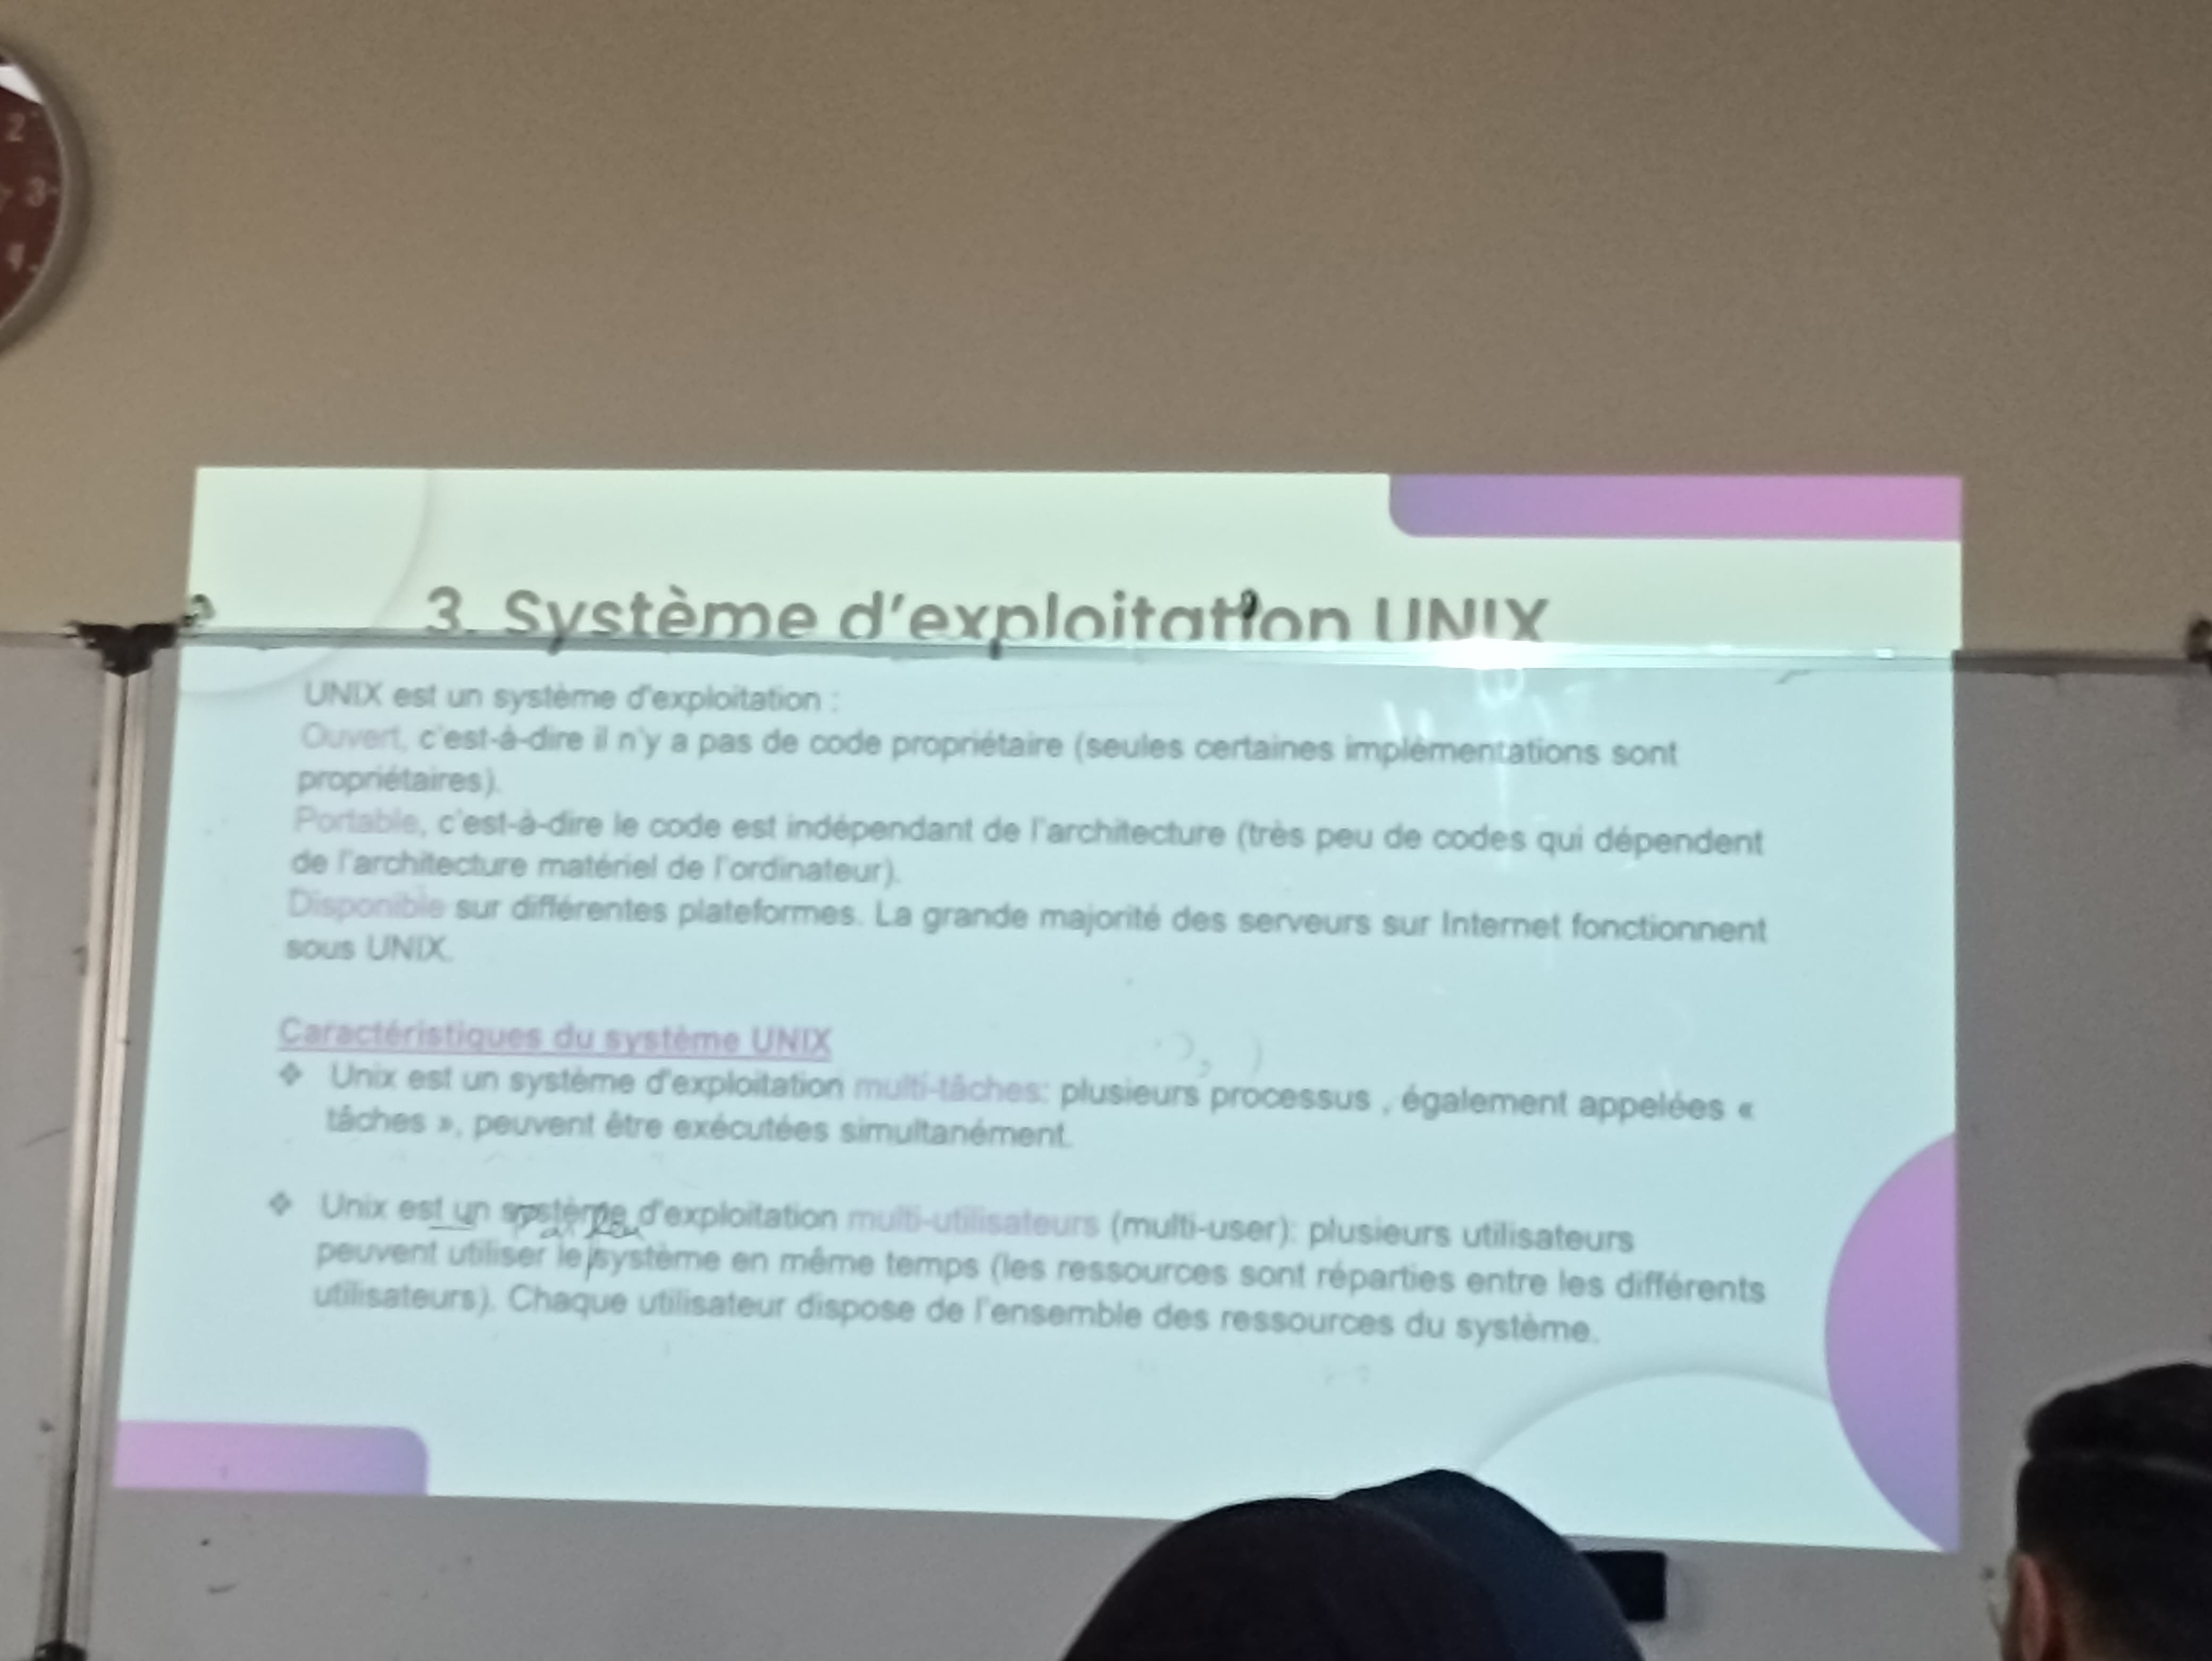 2
3
4
3. Système d'exploitation UNIX
UNIX est un système d'exploitation :
Ouvert, c'est-à-dire il n'y a pas de code propriétaire (seules certaines implémentations sont
propriétaires).
Portable, c'est-à-dire le code est indépendant de l'architecture (très peu de codes qui dépendent
de l'architecture matériel de l'ordinateur).
Disponible sur différentes plateformes. La grande majorité des serveurs sur Internet fonctionnent
sous UNIX.
Caractéristiques du système UNIX
❖ Unix est un système d'exploitation multi-tâches: plusieurs processus , également appelées «
tâches », peuvent être exécutées simultanément.
❖ Unix est un système d'exploitation multi-utilisateurs (multi-user): plusieurs utilisateurs
peuvent utiliser le système en même temps (les ressources sont réparties entre les différents
utilisateurs). Chaque utilisateur dispose de l'ensemble des ressources du système.